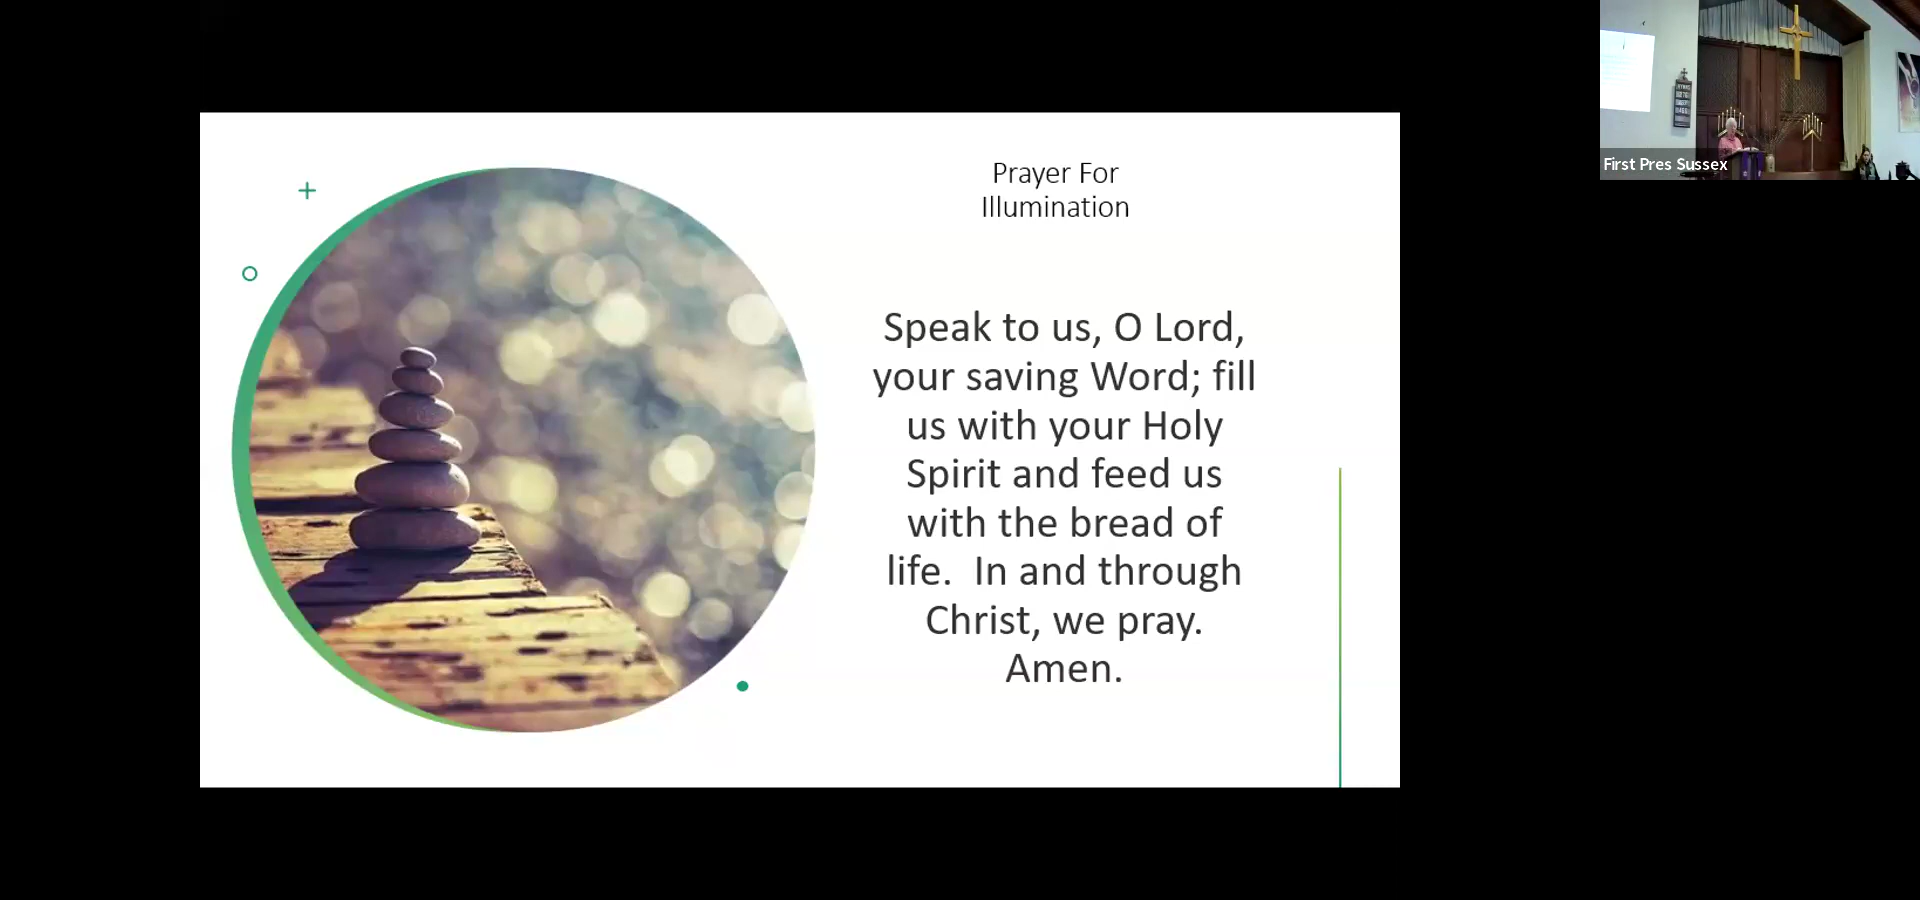 Prayer For
Illumination
Speak to us, O Lord,
your saving Word; fill
us with your Holy
Spirit and feed us
with the bread of
life.  In and through
Christ, we pray.
Amen.
First Pres Sussex